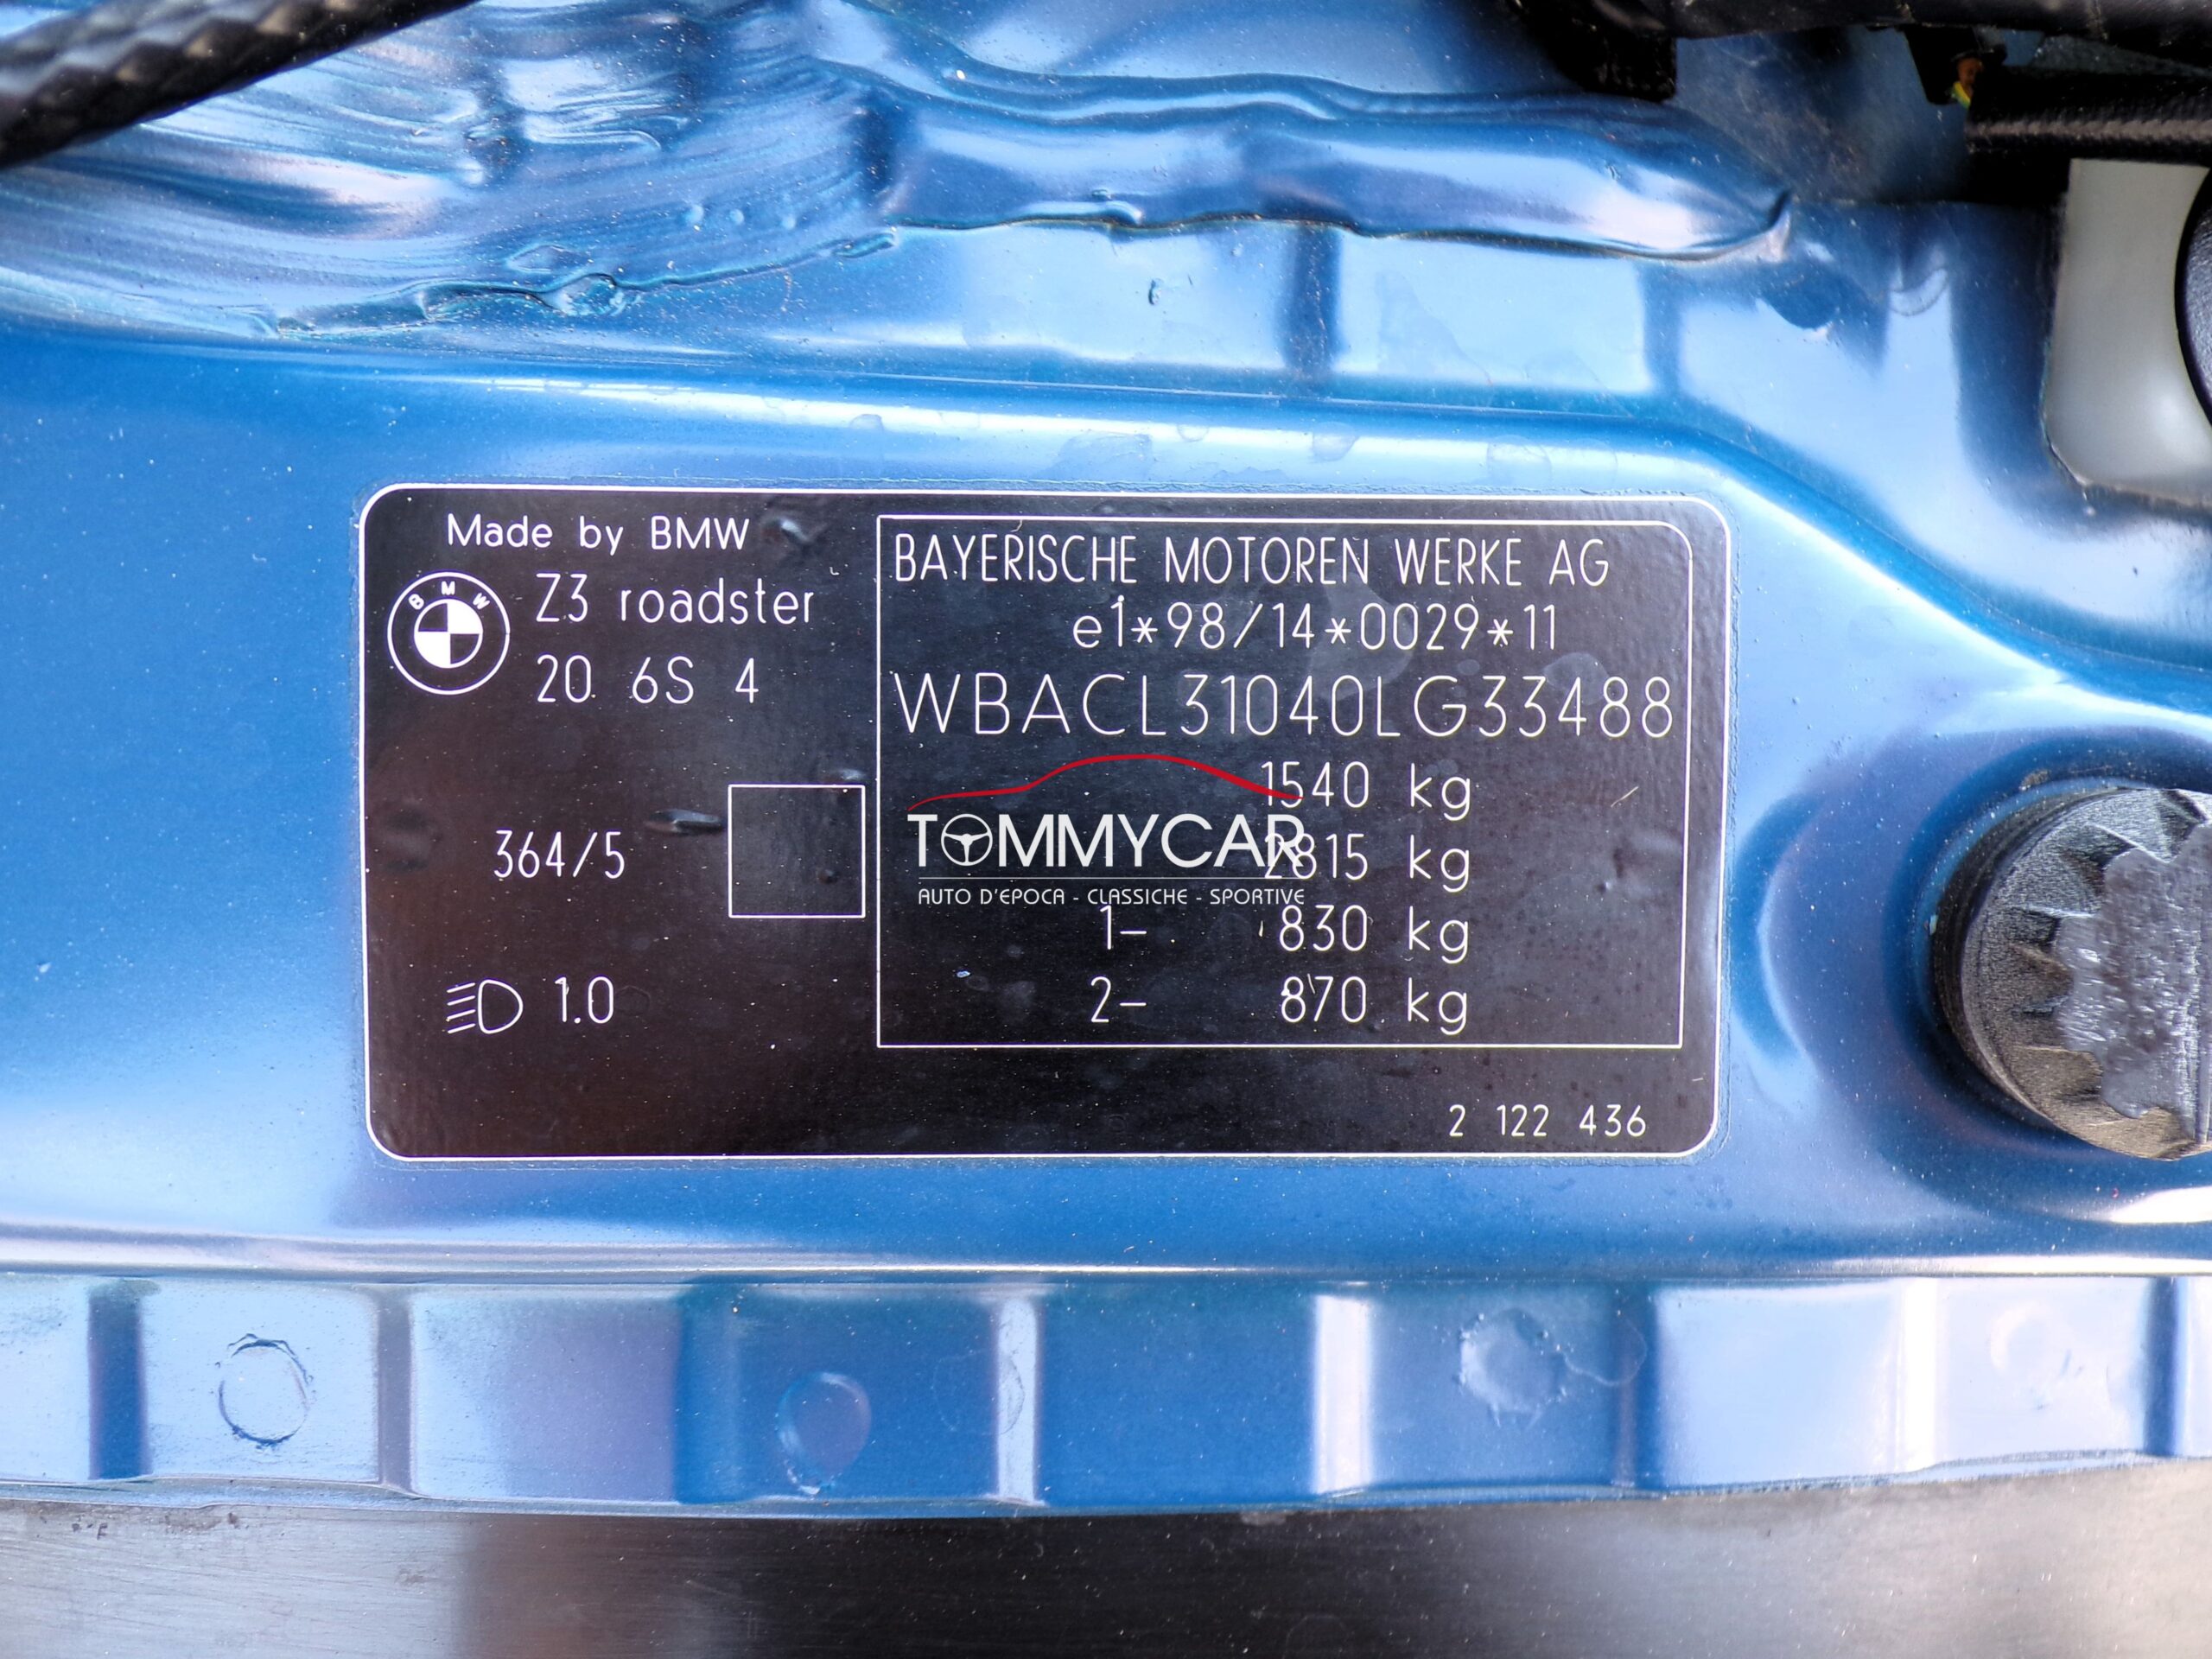 Made by BMW
BMW
Z3 roadster
20 6S 4
364/5
1.0
BAYERISCHE MOTOREN WERKE AG
e1*98/14*0029*11
WBACL31040LG33488
1540 kg
2815 kg
1- 830 kg
2- 870 kg
2 122 436
TOMMYCAR
AUTO D'EPOCA - CLASSICHE - SPORTIVE